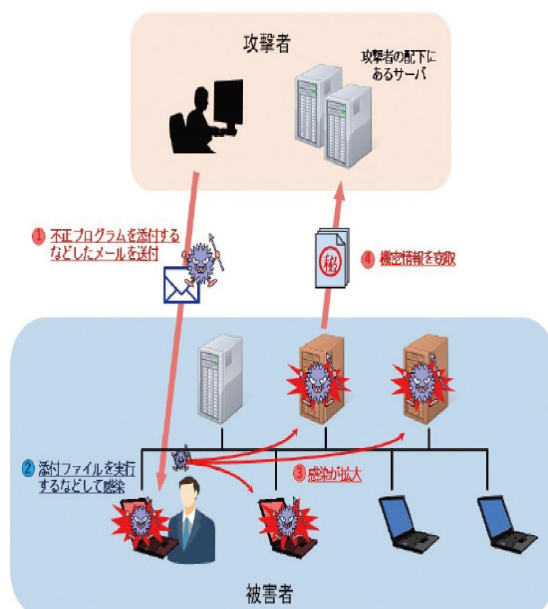 攻撃者
攻撃者の配下に
あるサーバ
① 不正プログラムを添付する
などしたメールを送付
秘
④ 機密情報を窃取
② 添付ファイルを実行
するなどして感染
③ 感染が拡大
被害者